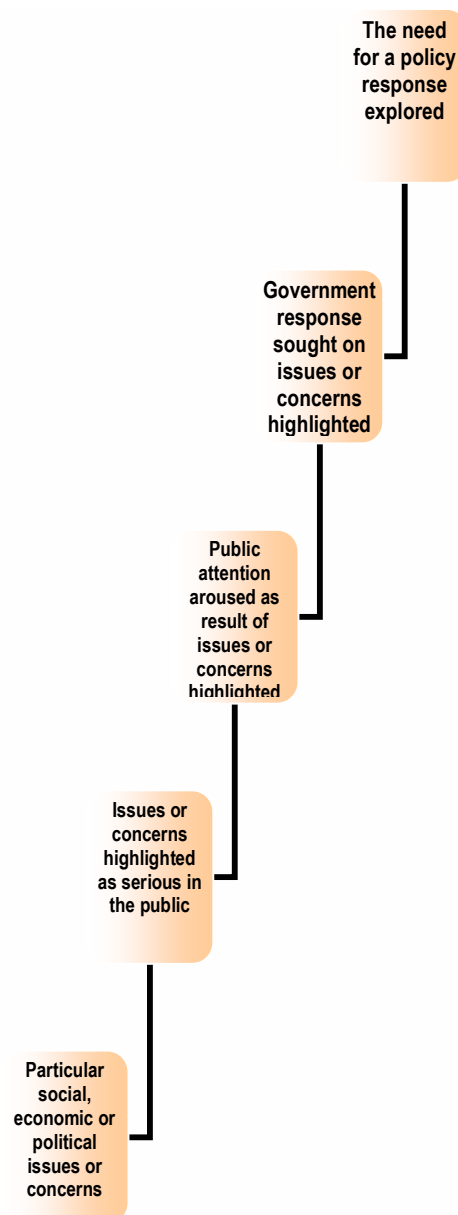 The need
for a policy
response
explored
Government
response
sought on
issues or
concerns
highlighted
Public
attention
aroused as
result of
issues or
concerns
highlighted
Issues or
concerns
highlighted
as serious in
the public
Particular
social,
economic or
political
issues or
concerns